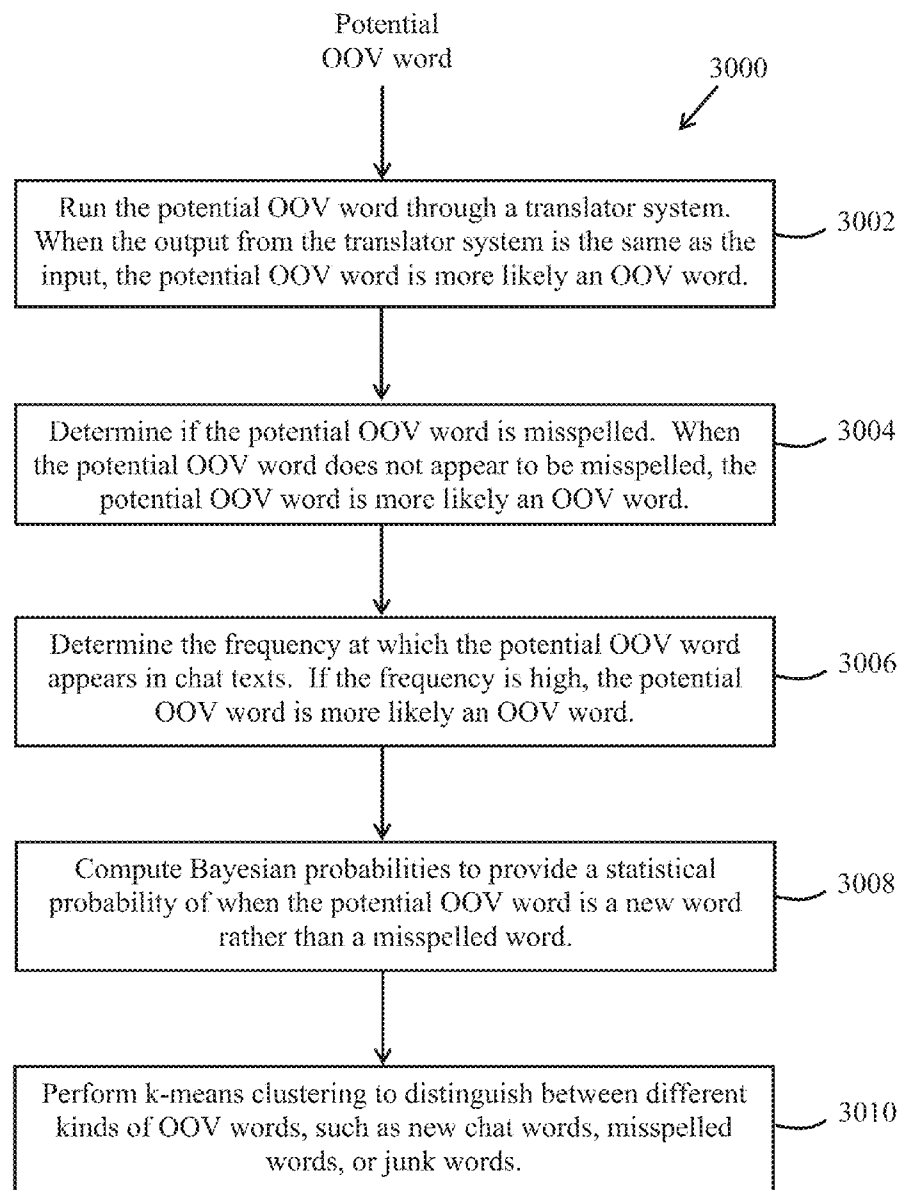 Potential
OOV word
3000
Run the potential OOV word through a translator system.
When the output from the translator system is the same as the
input, the potential OOV word is more likely an OOV word.
3002
Determine if the potential OOV word is misspelled. When
the potential OOV word does not appear to be misspelled, the
potential OOV word is more likely an OOV word.
3004
Determine the frequency at which the potential OOV word
appears in chat texts. If the frequency is high, the potential
OOV word is more likely an OOV word.
3006
Compute Bayesian probabilities to provide a statistical
probability of when the potential OOV word is a new word
rather than a misspelled word.
3008
Perform k-means clustering to distinguish between different
kinds of OOV words, such as new chat words, misspelled
words, or junk words.
3010